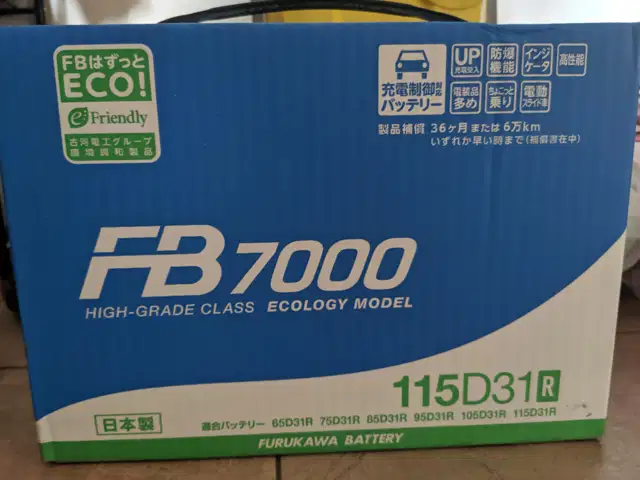 FBはずっと
ECO!
e Friendly
古河電工グループ
環境調和製品
充電制御対応
バッテリー
UP
充電受入
防爆
機能
インジ
ケータ
高性能
電装品
多め
ちょこっと
乗り
電動
スライド車
製品補償 36ヶ月または6万km
いずれか早い時まで(補償書在中)
FB 7000
HIGH-GRADE CLASS ECOLOGY MODEL
115D31 R
日本製
適合バッテリー 65D31R 75D31R 85D31R 95D31R 105D31R 115D31R
FURUKAWA BATTERY